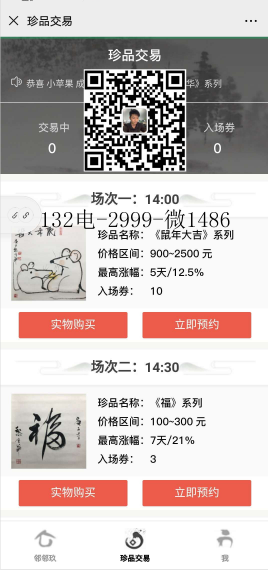 珍品交易
珍品交易
恭喜 小苹果 成
华》系列
交易中
入场券
0
0
场次一：14:00
132电-2999-微1486
珍品名称：《鼠年大吉》系列
价格区间：900~2500 元
最高涨幅：5天/12.5%
入场券： 10
实物购买
立即预约
场次二：14:30
珍品名称：《福》系列
价格区间：100~300 元
最高涨幅：7天/21%
入场券： 3
福
实物购买
立即预约
邻邻玖
珍品交易
我